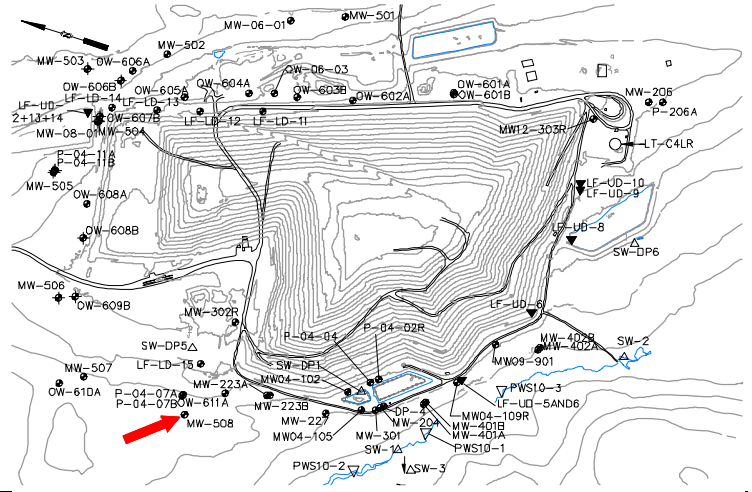 MW-06-01
MW-501
MW-502
MW-503
OW-606A
OW-606B
OW-605A
OW-604A
OW-06-03
OW-603B
OW-602A
OW-601A
OW-601B
MW-206
P-206A
LF-LD-14
LF-LD-13
LF-UD-
12+13+14
OW-607B
MW-08-01
MW-504
LF-LD-12
LF-LD-11
MW12-303R
LT-C4LR
P-04-11A
P-04-11B
MW-505
LF-UD-10
LF-UD-9
OW-608A
LF-UD-8
OW-608B
SW-DP6
MW-506
OW-609B
MW-302R
LF-UD-6
P-04-04
P-04-02R
MW-402B
MW-402A
SW-2
SW-DP5
LF-LD-15
SW-DP1
MW09-901
MW-507
OW-610A
MW04-102
MW-223A
P-04-07A
P-04-07B
OW-611A
MW-223B
PWS10-3
LF-UD-5AND6
MW-508
MW-227
DP-4
MW-204
MW04-109R
MW04-105
MW-301
MW-401B
MW-401A
SW-1
PWS10-1
PWS10-2
SW-3